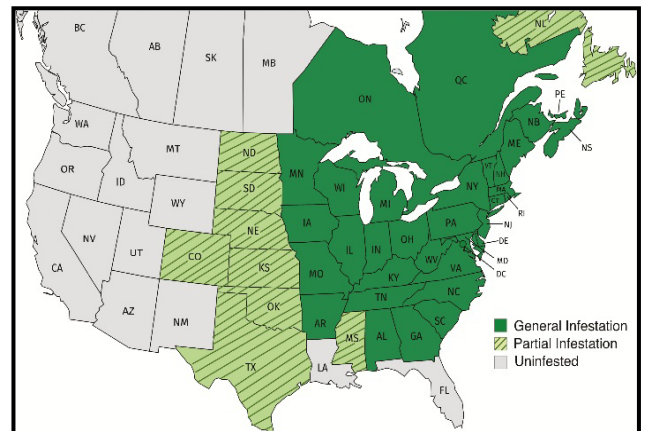 NL
BC
AB
SK
MB
ON
QC
PE
NB
NS
WA
MT
ND
MN
ME
OR
ID
SD
WI
MI
VT
NH
NY
MA
CT
RI
WY
NE
IA
PA
NJ
NV
UT
CO
KS
MO
IL
IN
OH
WV
VA
DE
MD
DC
CA
KY
AZ
NM
OK
AR
TN
NC
SC
TX
LA
MS
AL
GA
FL
General Infestation
Partial Infestation
Uninfested